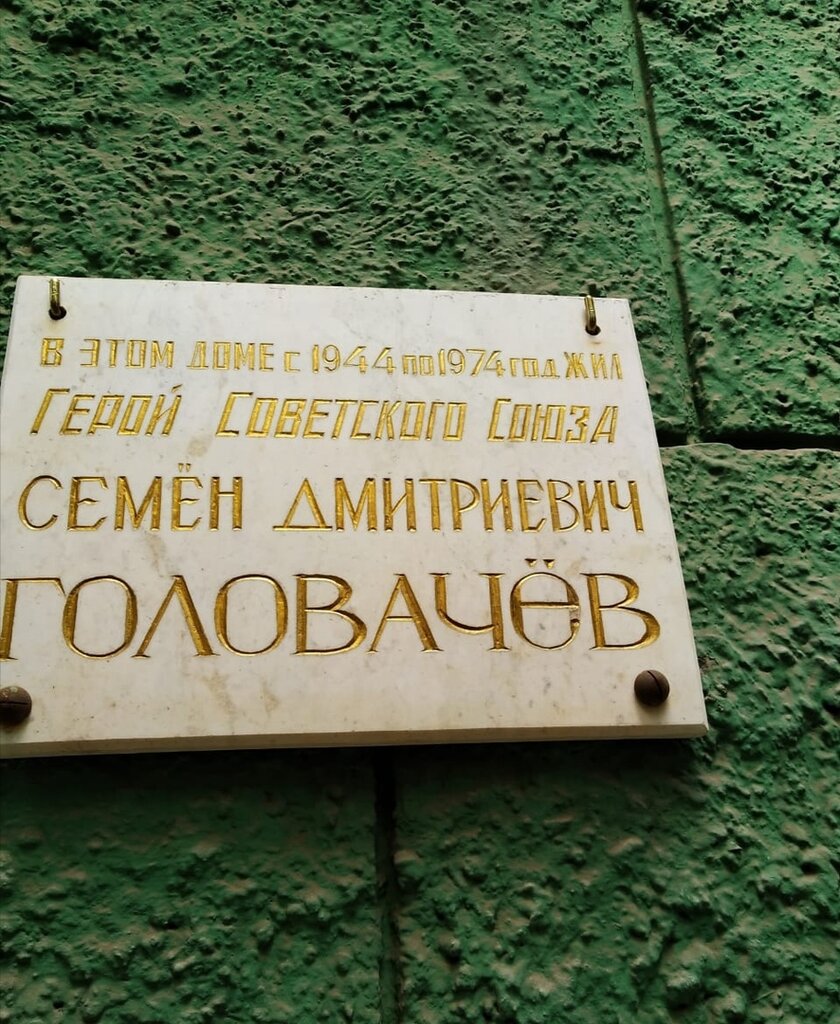 В ЭТОМ ДОМЕ С 1944 ПО 1974 ГОД ЖИЛ
ГЕРОЙ СОВЕТСКОГО СОЮЗА
СЕМЁН ДМИТРИЕВИЧ
ГОЛОВАЧЁВ